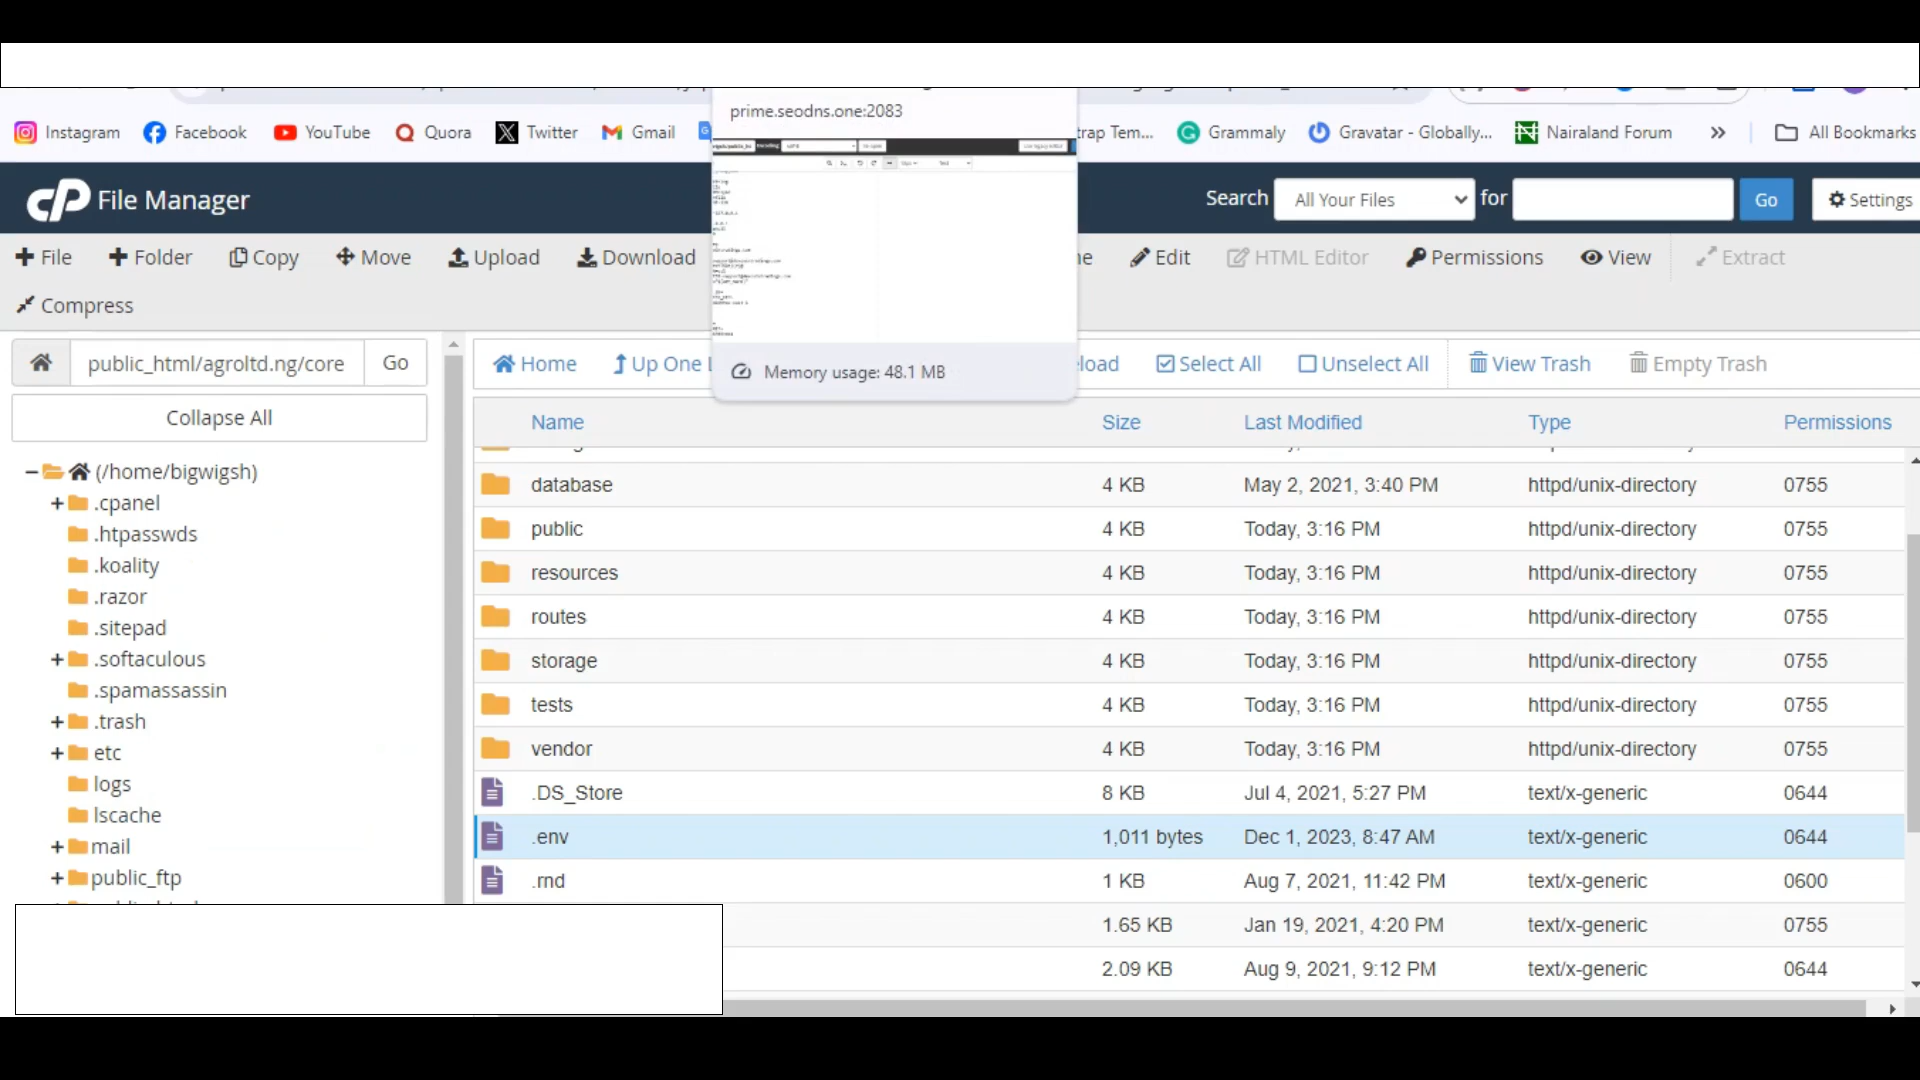 prime.seodns.one:2083
Instagram Facebook YouTube Quora Twitter Gmail trap Tem... Grammaly Gravatar - Globally... Nairaland Forum » All Bookmarks
cP File Manager Search All Your Files for Go Settings
File Folder Copy Move Upload Download Edit HTML Editor Permissions View Extract
Compress
public_html/agroltd.ng/core Go Home Up One Select All Unselect All View Trash Empty Trash
Memory usage: 48.1 MB
Collapse All
Name Size Last Modified Type Permissions
(/home/bigwigsh)
.cpanel
.htpasswds
.koality
.razor
.sitepad
.softaculous
.spamassassin
.trash
etc
logs
lscache
mail
public_ftp
database 4 KB May 2, 2021, 3:40 PM httpd/unix-directory 0755
public 4 KB Today, 3:16 PM httpd/unix-directory 0755
resources 4 KB Today, 3:16 PM httpd/unix-directory 0755
routes 4 KB Today, 3:16 PM httpd/unix-directory 0755
storage 4 KB Today, 3:16 PM httpd/unix-directory 0755
tests 4 KB Today, 3:16 PM httpd/unix-directory 0755
vendor 4 KB Today, 3:16 PM httpd/unix-directory 0755
.DS_Store 8 KB Jul 4, 2021, 5:27 PM text/x-generic 0644
.env 1,011 bytes Dec 1, 2023, 8:47 AM text/x-generic 0644
.rnd 1 KB Aug 7, 2021, 11:42 PM text/x-generic 0600
1.65 KB Jan 19, 2021, 4:20 PM text/x-generic 0755
2.09 KB Aug 9, 2021, 9:12 PM text/x-generic 0644